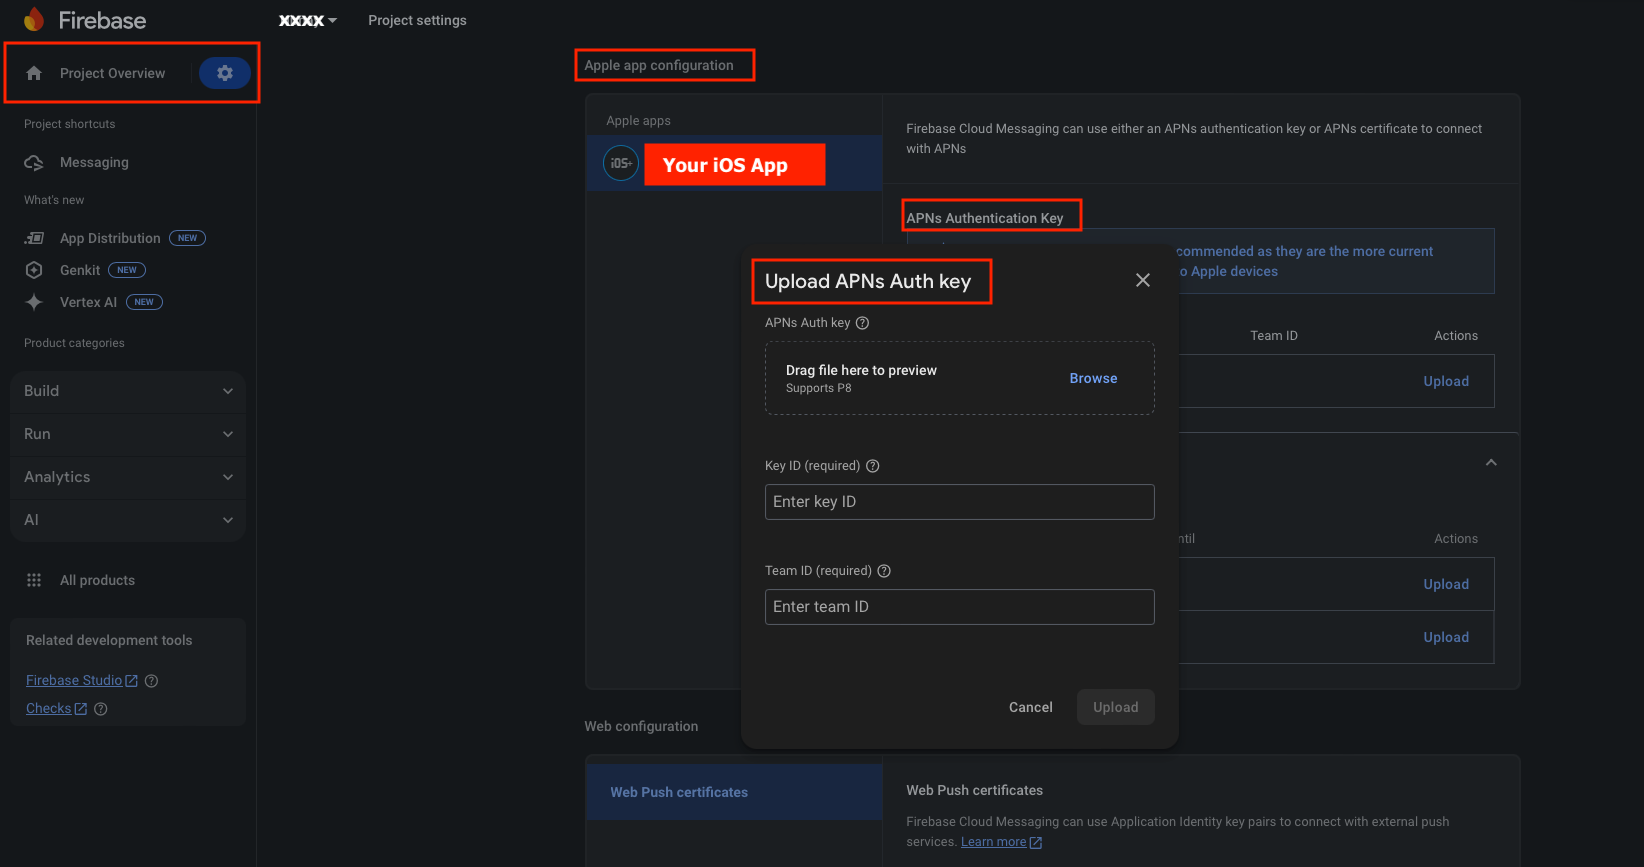 Firebase
XXXX
Project settings
Project Overview
Project shortcuts
Messaging
What's new
App Distribution NEW
Genkit NEW
Vertex AI NEW
Product categories
Build
Run
Analytics
AI
All products
Related development tools
Firebase Studio
Checks
Apple app configuration
Apple apps
iOS+
Your iOS App
Firebase Cloud Messaging can use either an APNs authentication key or APNs certificate to connect
with APNs
APNs Authentication Key
commended as they are the more current
o Apple devices
Team ID
Actions
Upload
Upload APNs Auth key
APNs Auth key
Drag file here to preview
Supports P8
Browse
Key ID (required)
Enter key ID
Team ID (required)
Enter team ID
Cancel
Upload
ntil
Actions
Upload
Upload
Web configuration
Web Push certificates
Web Push certificates
Firebase Cloud Messaging can use Application Identity key pairs to connect with external push
services. Learn more